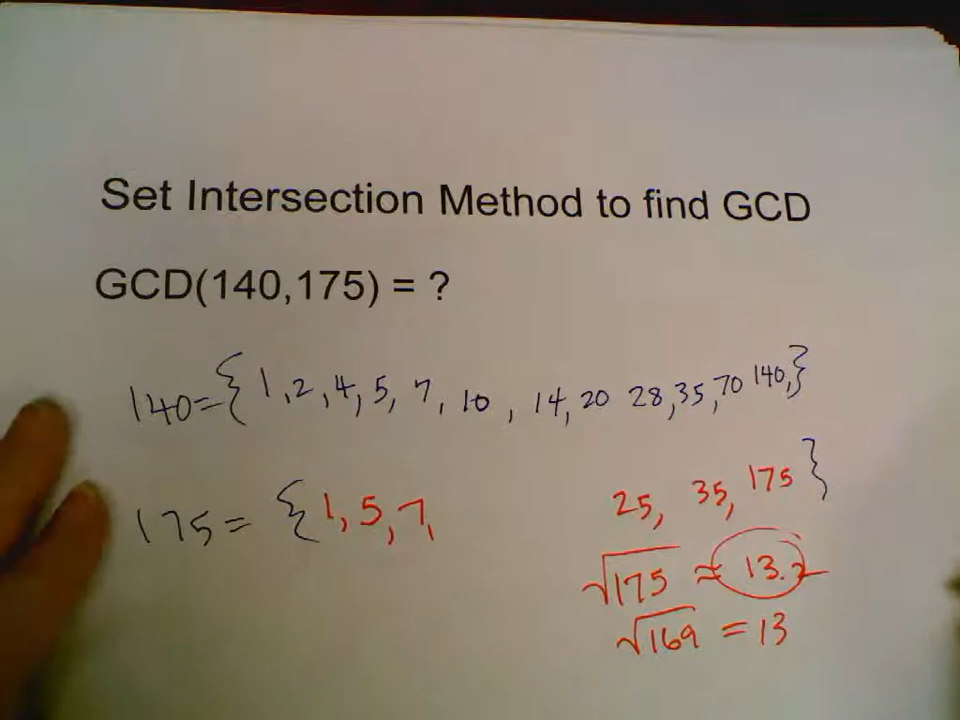 Set Intersection Method to find GCD
GCD(140,175) = ?
140={1,2,4,5,7,10,14,20 28,35,70 140,}
175= {1,5,7, 25, 35, 175}
√175 ≈ 13.2
√169 = 13